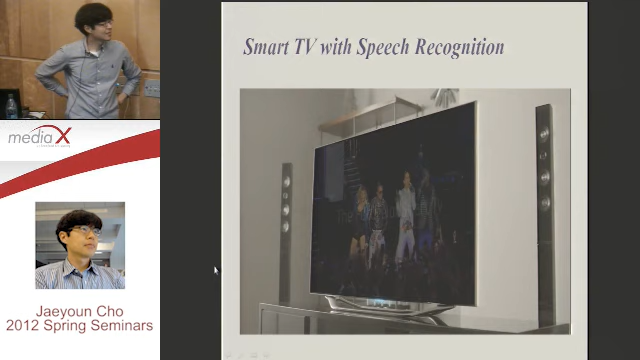 Smart TV with Speech Recognition
mediaX
Jaeyoun Cho
2012 Spring Seminars